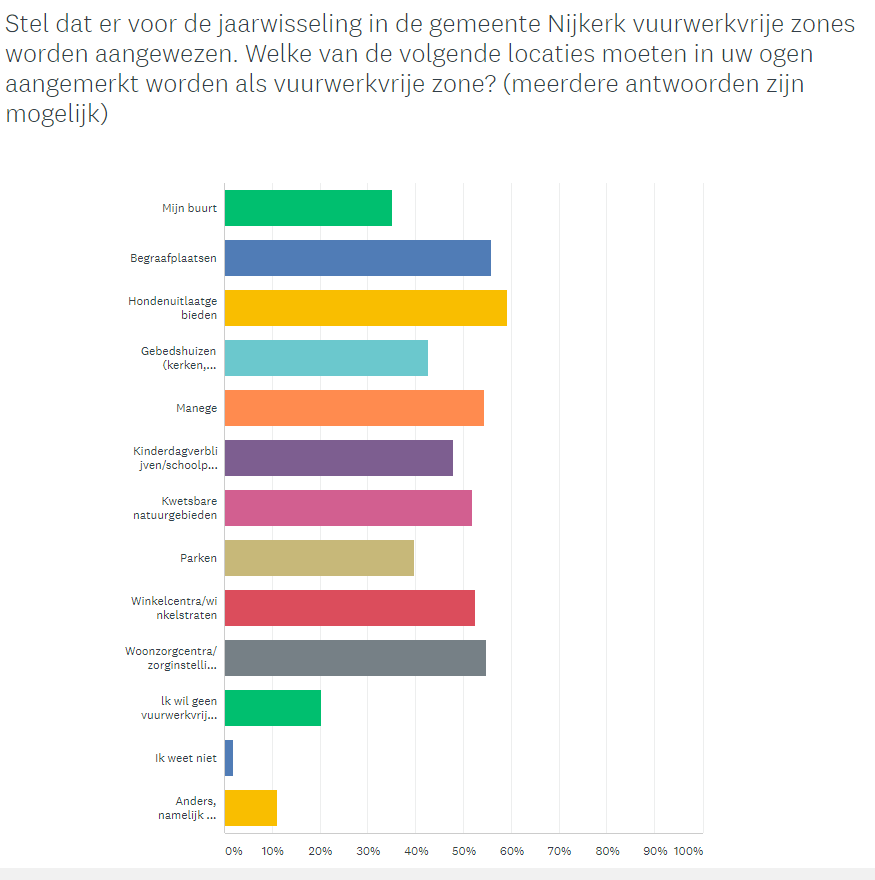 Stel dat er voor de jaarwisseling in de gemeente Nijkerk vuurwerkvrije zones
worden aangewezen. Welke van de volgende locaties moeten in uw ogen
aangemerkt worden als vuurwerkvrije zone? (meerdere antwoorden zijn
mogelijk)
Mijn buurt
Begraafplaatsen
Hondenuitlaatge
bieden
Gebedshuizen
(kerken,...
Manege
Kinderdagverbli
jven/schoolp...
Kwetsbare
natuurgebieden
Parken
Winkelcentra/wi
nkelstraten
Woonzorgcentra/
zorginstelli...
Ik wil geen
vuurwerkvrij...
Ik weet niet
Anders,
namelijk ...
0% 10% 20% 30% 40% 50% 60% 70% 80% 90% 100%